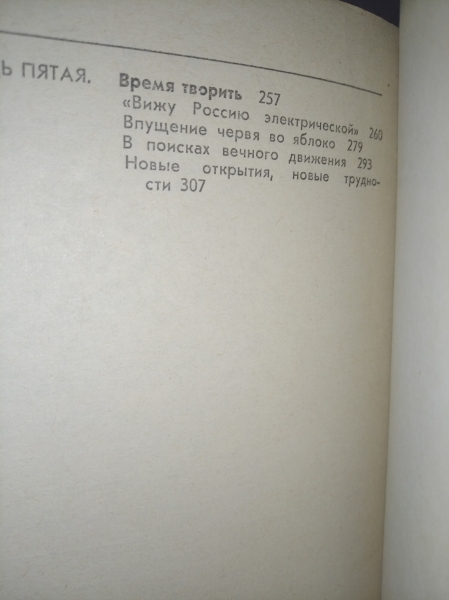 Ь ПЯТАЯ. Время творить 257
«Вижу Россию электрической» 260
Впущение червя во яблоко 279
В поисках вечного движения 293
Новые открытия, новые трудно-
сти 307